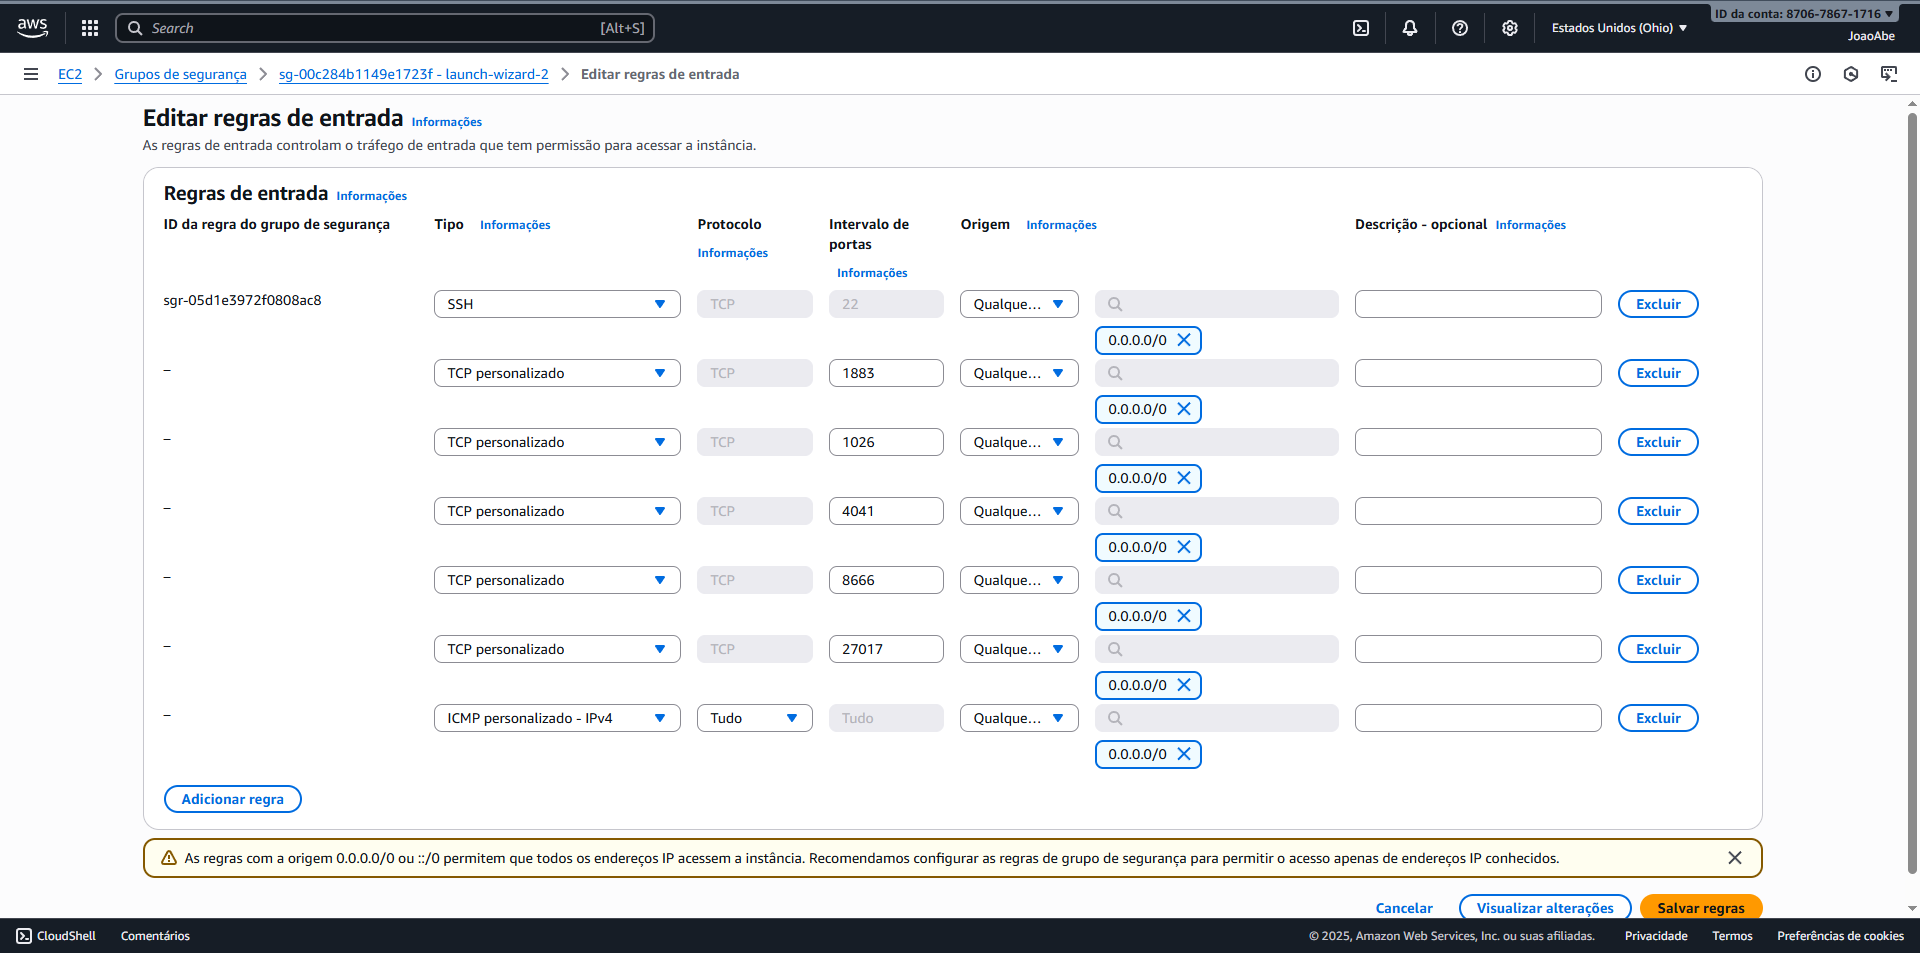 aws
Search [Alt+S]
Estados Unidos (Ohio)
ID da conta: 8706-7867-1716
JoaoAbe
EC2 Grupos de segurança sg-00c284b1149e1723f - launch-wizard-2 Editar regras de entrada
Editar regras de entrada Informações
As regras de entrada controlam o tráfego de entrada que tem permissão para acessar a instância.
Regras de entrada Informações
ID da regra do grupo de segurança Tipo Informações Protocolo Intervalo de Origem Informações Descrição - opcional Informações
portas
Informações
Informações
sgr-05d1e3972f0808ac8 SSH TCP 22 Qualque... Excluir
0.0.0.0/0
– TCP personalizado TCP 1883 Qualque... Excluir
0.0.0.0/0
– TCP personalizado TCP 1026 Qualque... Excluir
0.0.0.0/0
– TCP personalizado TCP 4041 Qualque... Excluir
0.0.0.0/0
– TCP personalizado TCP 8666 Qualque... Excluir
0.0.0.0/0
– TCP personalizado TCP 27017 Qualque... Excluir
0.0.0.0/0
– ICMP personalizado - IPv4 Tudo Tudo Qualque... Excluir
0.0.0.0/0
Adicionar regra
As regras com a origem 0.0.0.0/0 ou ::/0 permitem que todos os endereços IP acessem a instância. Recomendamos configurar as regras de grupo de segurança para permitir o acesso apenas de endereços IP conhecidos.
Cancelar Visualizar alterações Salvar regras
CloudShell Comentários © 2025, Amazon Web Services, Inc. ou suas afiliadas. Privacidade Termos Preferências de cookies